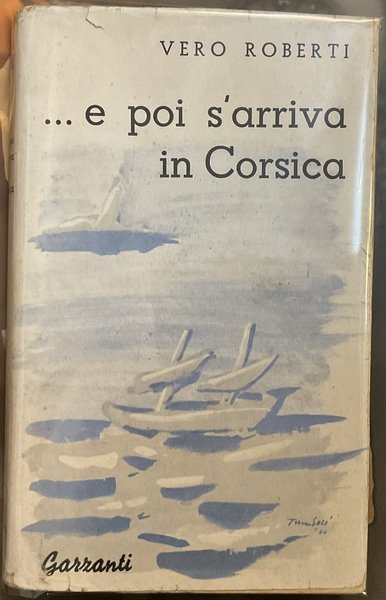 VERO ROBERTI
... e poi s'arriva
in Corsica
Garzanti